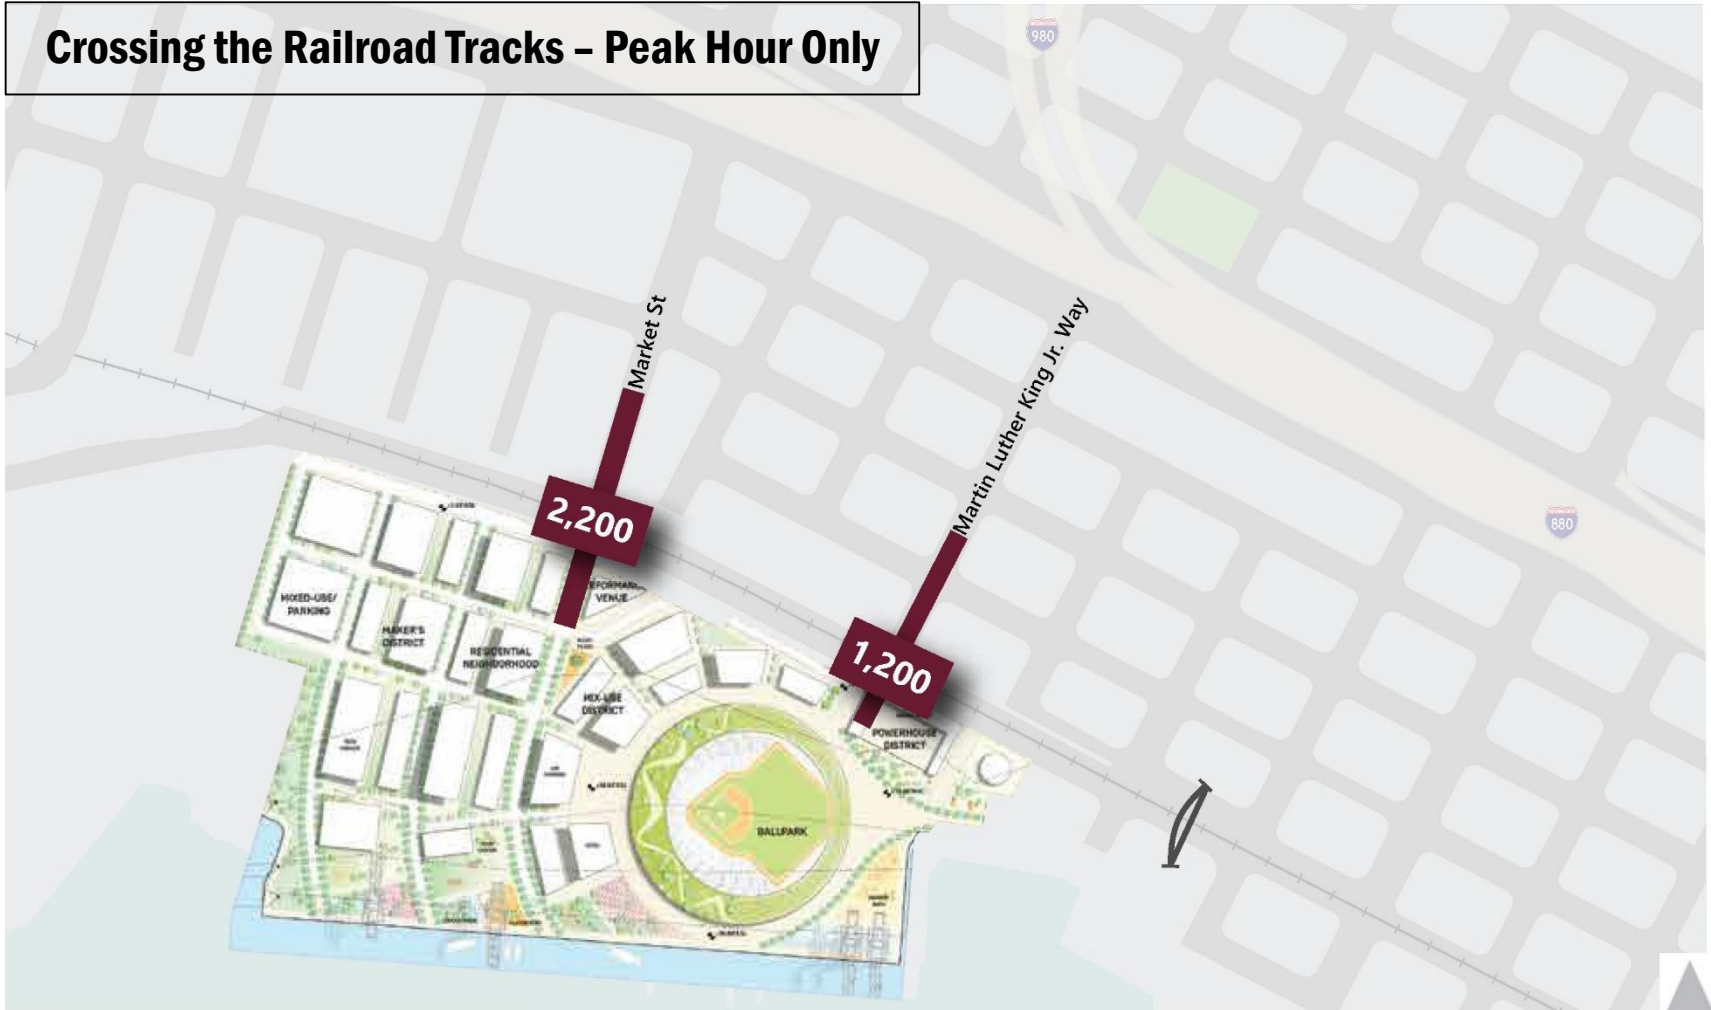 Crossing the Railroad Tracks – Peak Hour Only
980
Market St
Martin Luther King Jr. Way
880
2,200
1,200
VENUE
MIXED-USE/
PARKING
MAKER'S
DISTRICT
RESIDENTIAL
NEIGHBORHOOD
MIX-USE
DISTRICT
POWERHOUSE
DISTRICT
BALLPARK